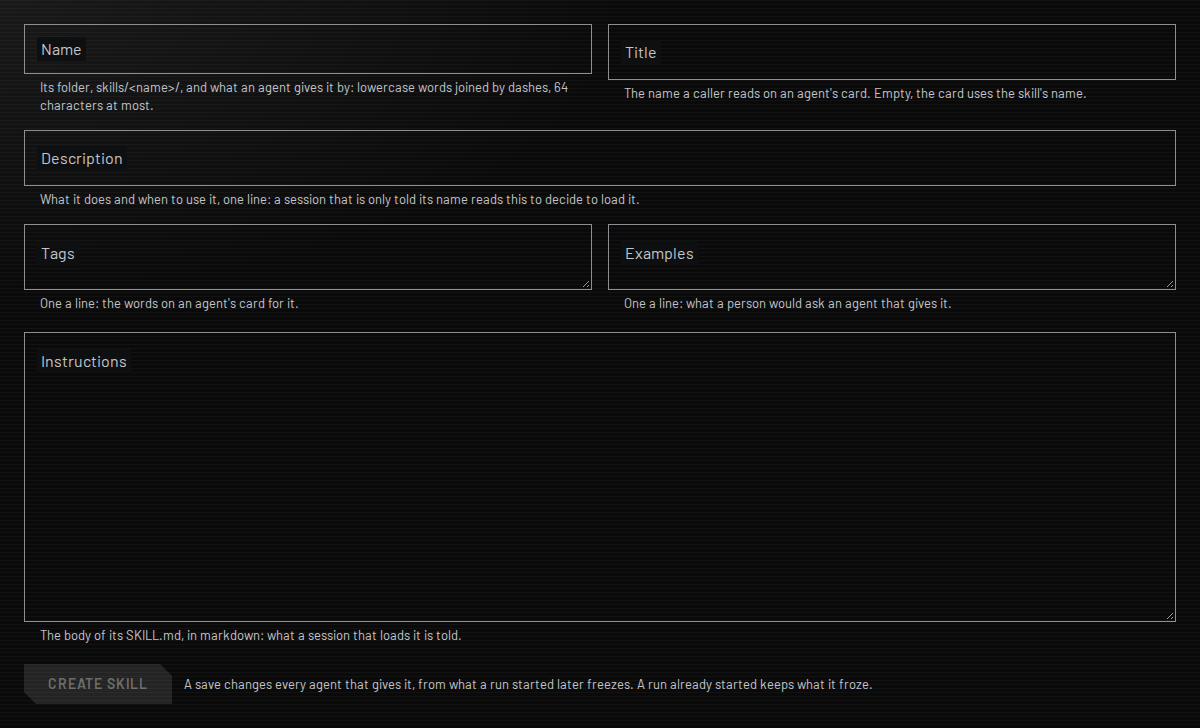 Name
Title
Its folder, skills/<name>/, and what an agent gives it by: lowercase words joined by dashes, 64
characters at most.
The name a caller reads on an agent's card. Empty, the card uses the skill's name.
Description
What it does and when to use it, one line: a session that is only told its name reads this to decide to load it.
Tags
Examples
One a line: the words on an agent's card for it.
One a line: what a person would ask an agent that gives it.
Instructions
The body of its SKILL.md, in markdown: what a session that loads it is told.
CREATE SKILL
A save changes every agent that gives it, from what a run started later freezes. A run already started keeps what it froze.